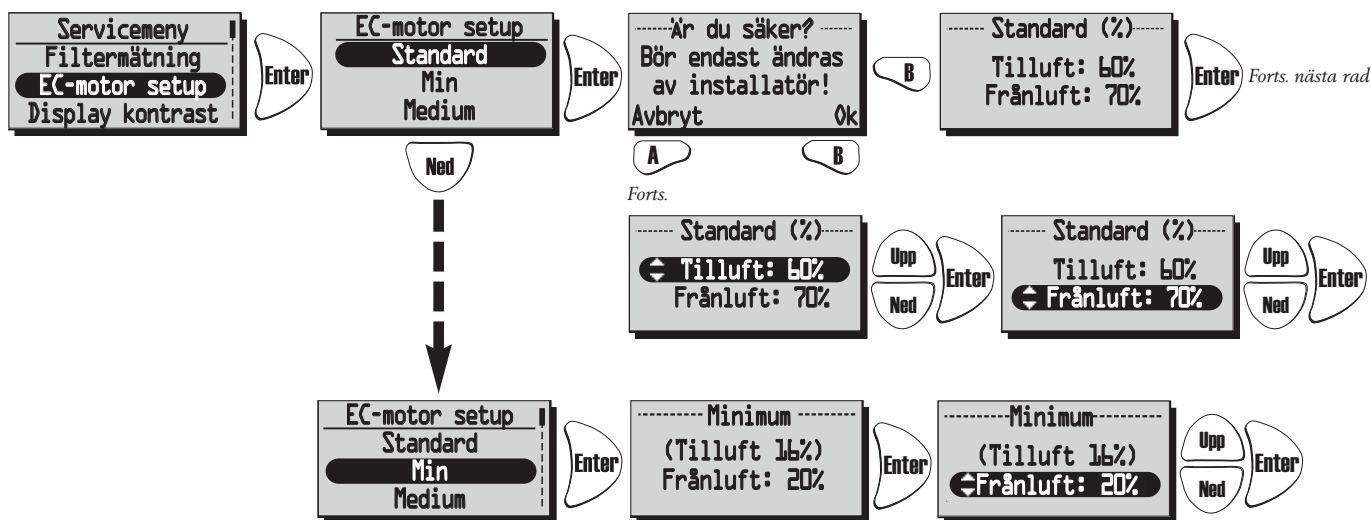 Servicemeny
Filtermätning
EC-motor setup
Display kontrast
Enter
EC-motor setup
Standard
Min
Medium
Enter
Är du säker?
Bör endast ändras
av installatör!
Avbryt Ok
B
Standard (%)
Tilluft: 60%
Frånluft: 70%
Enter
Forts. nästa rad
Ned
A B
Forts.
Standard (%)
Tilluft: 60%
Frånluft: 70%
Upp
Ned
Enter
Standard (%)
Tilluft: 60%
Frånluft: 70%
Upp
Ned
Enter
EC-motor setup
Standard
Min
Medium
Enter
Minimum
(Tilluft 16%)
Frånluft: 20%
Enter
Minimum
(Tilluft 16%)
Frånluft: 20%
Upp
Ned
Enter